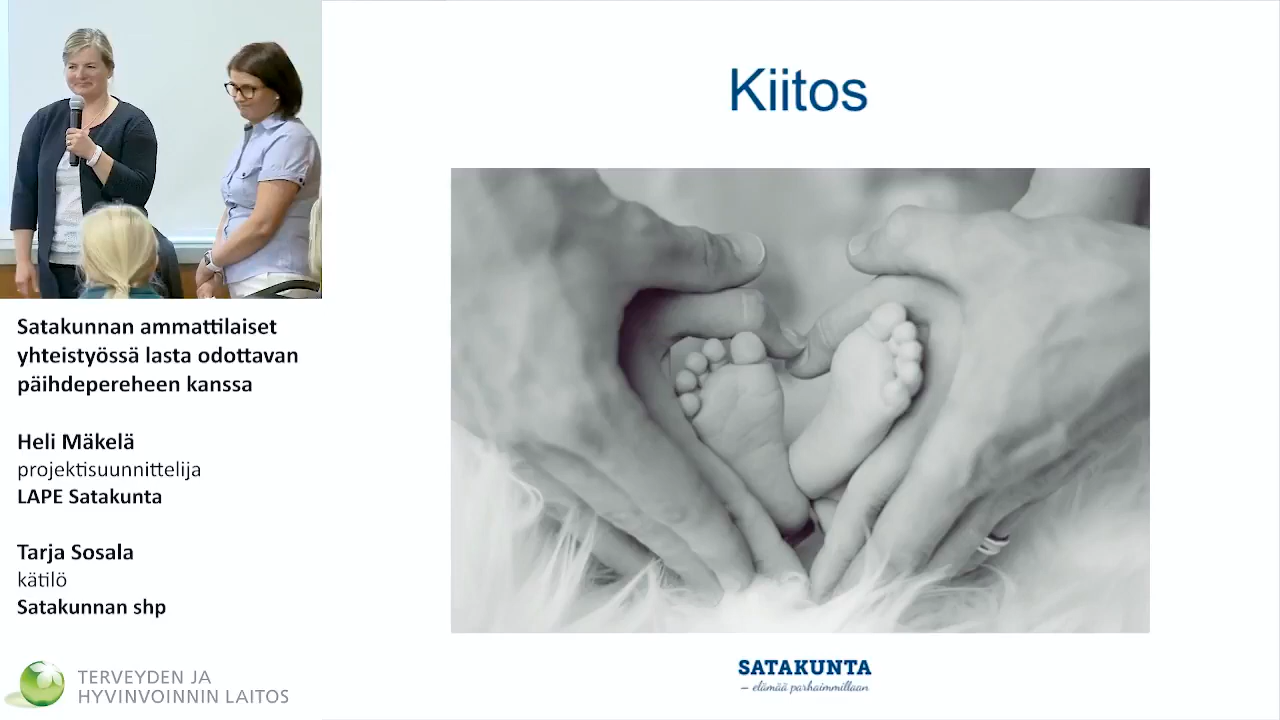 Kiitos
Satakunnan ammattilaiset
yhteistyössä lasta odottavan
päihdepereheen kanssa
Heli Mäkelä
projektisuunnittelija
LAPE Satakunta
Tarja Sosala
kätilö
Satakunnan shp
TERVEYDEN JA
HYVINVOINNIN LAITOS
SATAKUNTA
– elämää parhaimmillaan